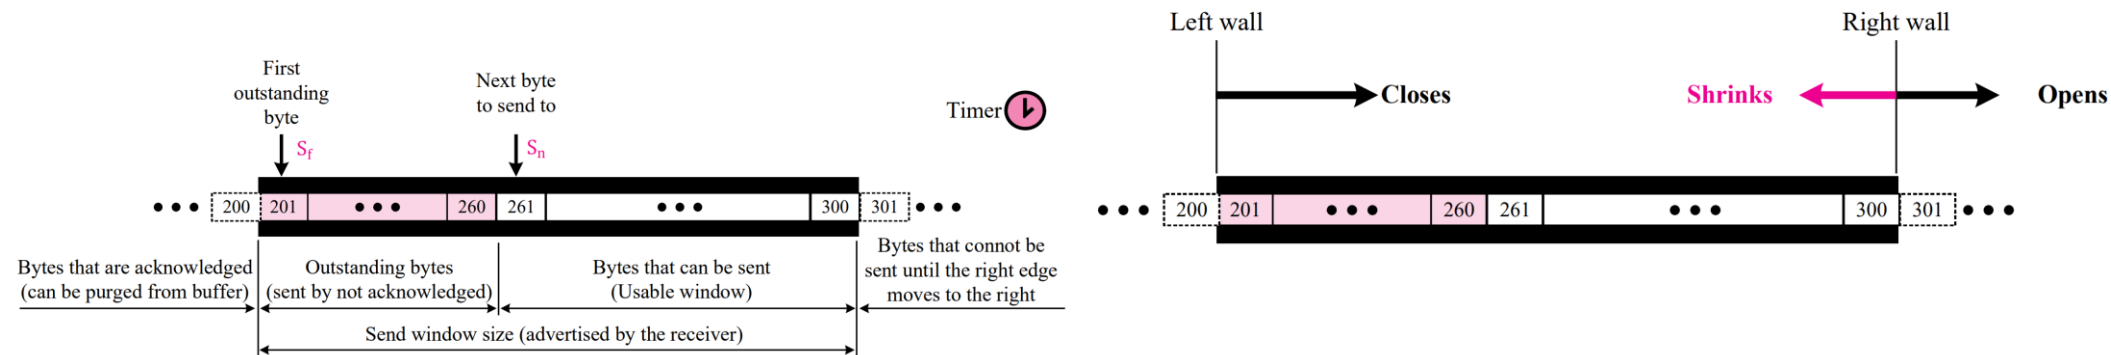 First
outstanding
byte
S_f
Next byte
to send to
S_n
Timer
••• 200 201 ••• 260 261 ••• 300 301 •••
Bytes that are acknowledged
(can be purged from buffer)
Outstanding bytes
(sent by not acknowledged)
Bytes that can be sent
(Usable window)
Bytes that connot be
sent until the right edge
moves to the right
Send window size (advertised by the receiver)
Left wall
Right wall
Closes
Shrinks
Opens
••• 200 201 ••• 260 261 ••• 300 301 •••